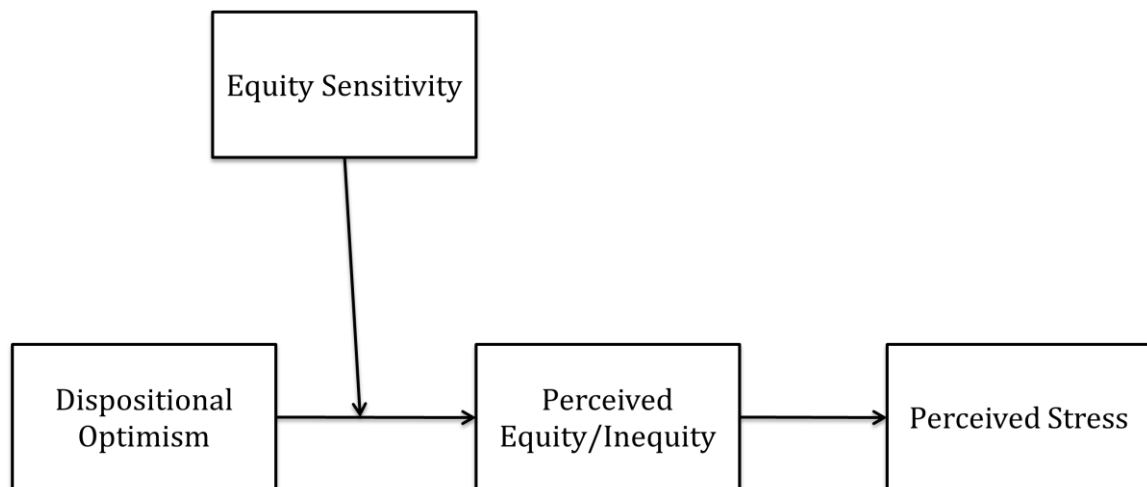 Equity Sensitivity
Dispositional
Optimism
Perceived
Equity/Inequity
Perceived Stress